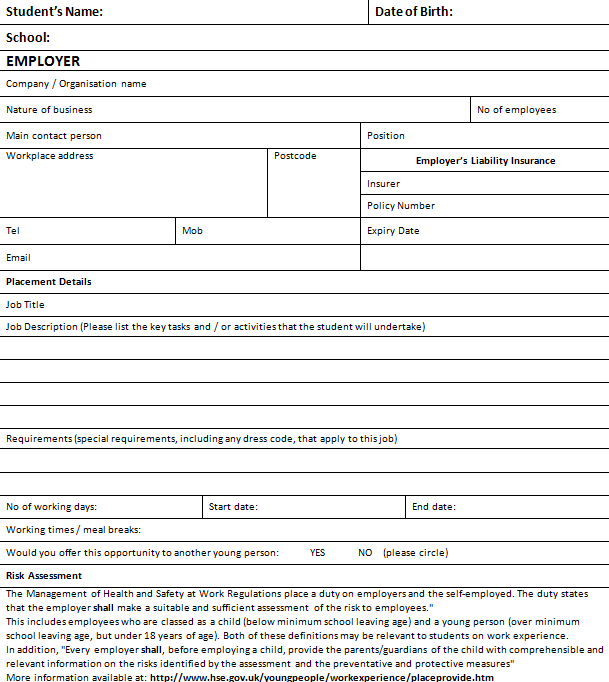 Student's Name: Date of Birth:
School:
EMPLOYER
Company / Organisation name
Nature of business No of employees
Main contact person Position
Workplace address Postcode Employer's Liability Insurance
Insurer
Policy Number
Tel Mob Expiry Date
Email
Placement Details
Job Title
Job Description (Please list the key tasks and / or activities that the student will undertake)
Requirements (special requirements, including any dress code, that apply to this job)
No of working days: Start date: End date:
Working times / meal breaks:
Would you offer this opportunity to another young person: YES NO (please circle)
Risk Assessment
The Management of Health and Safety at Work Regulations place a duty on employers and the self-employed. The duty states
that the employer shall make a suitable and sufficient assessment of the risk to employees."
This includes employees who are classed as a child (below minimum school leaving age) and a young person (over minimum
school leaving age, but under 18 years of age). Both of these definitions may be relevant to students on work experience.
In addition, "Every employer shall, before employing a child, provide the parents/guardians of the child with comprehensible and
relevant information on the risks identified by the assessment and the preventative and protective measures"
More information available at: http://www.hse.gov.uk/youngpeople/workexperience/placeprovide.htm